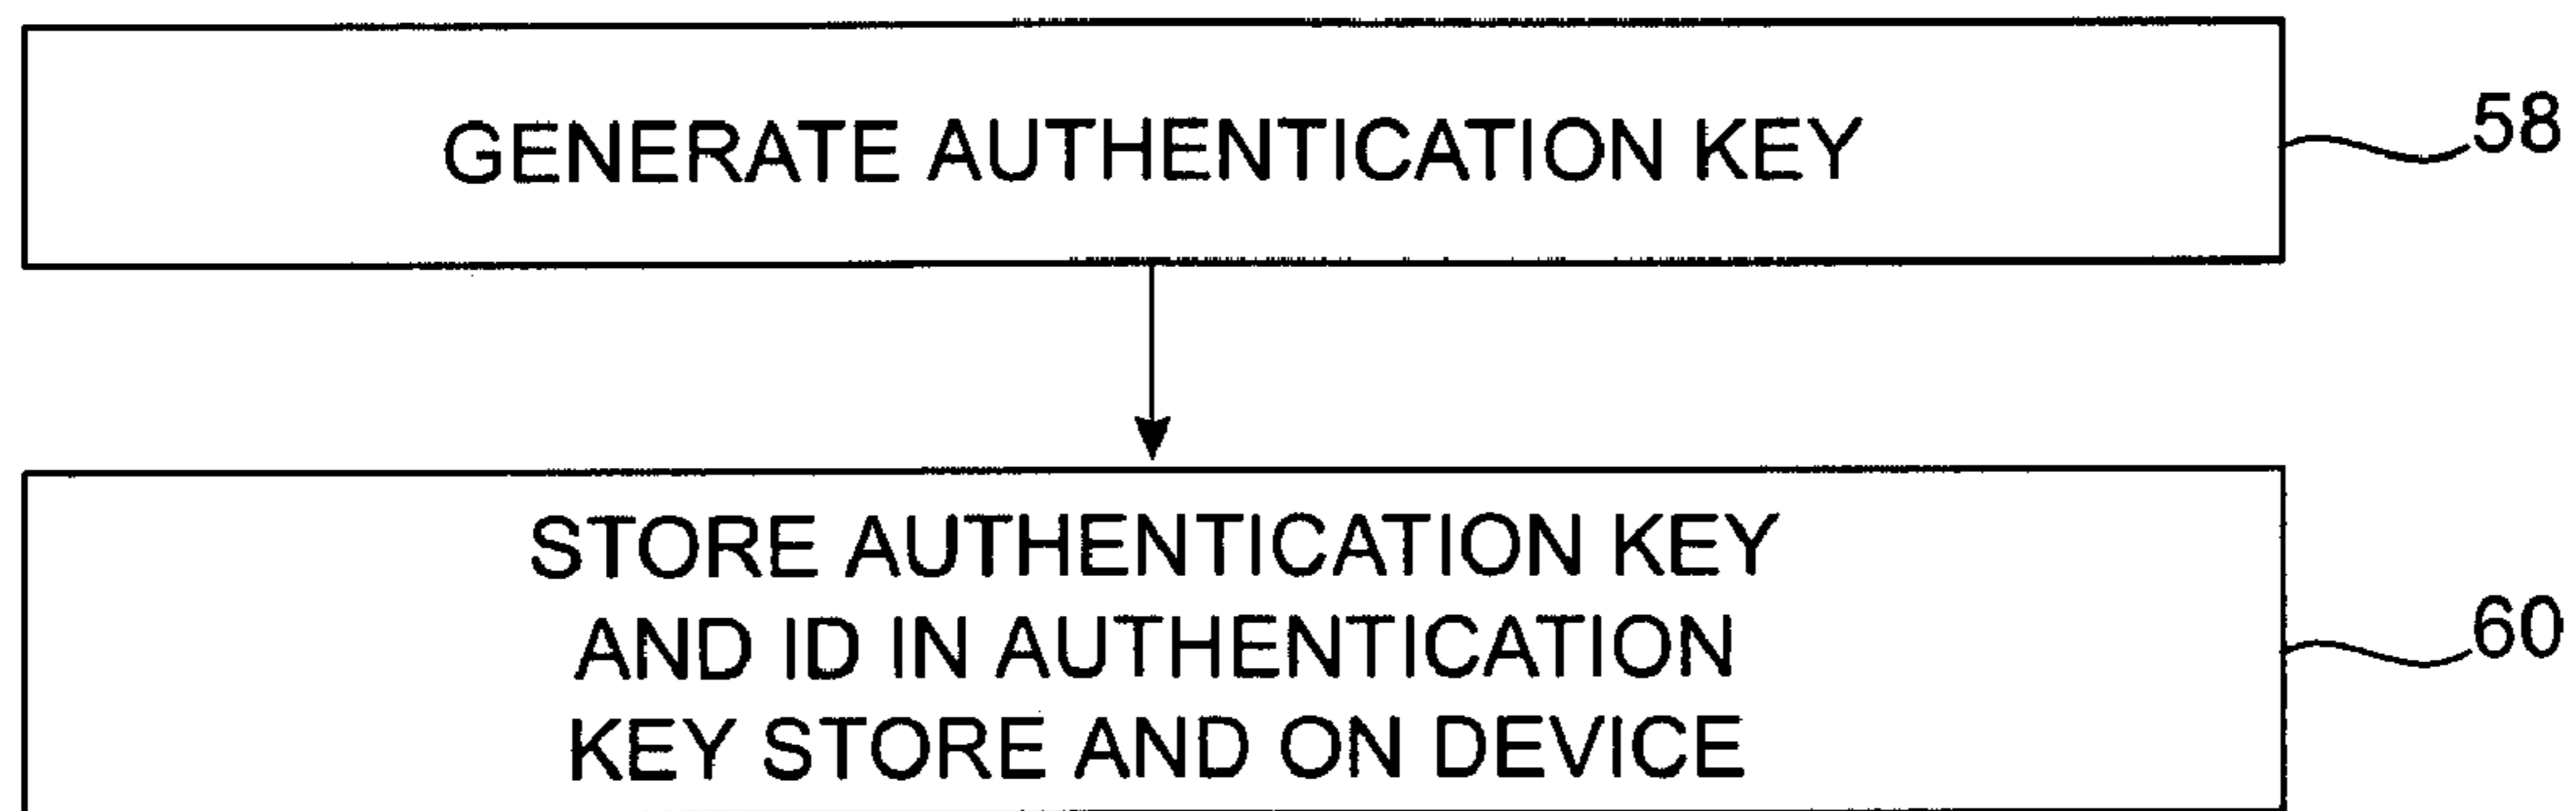 GENERATE AUTHENTICATION KEY
58
STORE AUTHENTICATION KEY
AND ID IN AUTHENTICATION
KEY STORE AND ON DEVICE
60